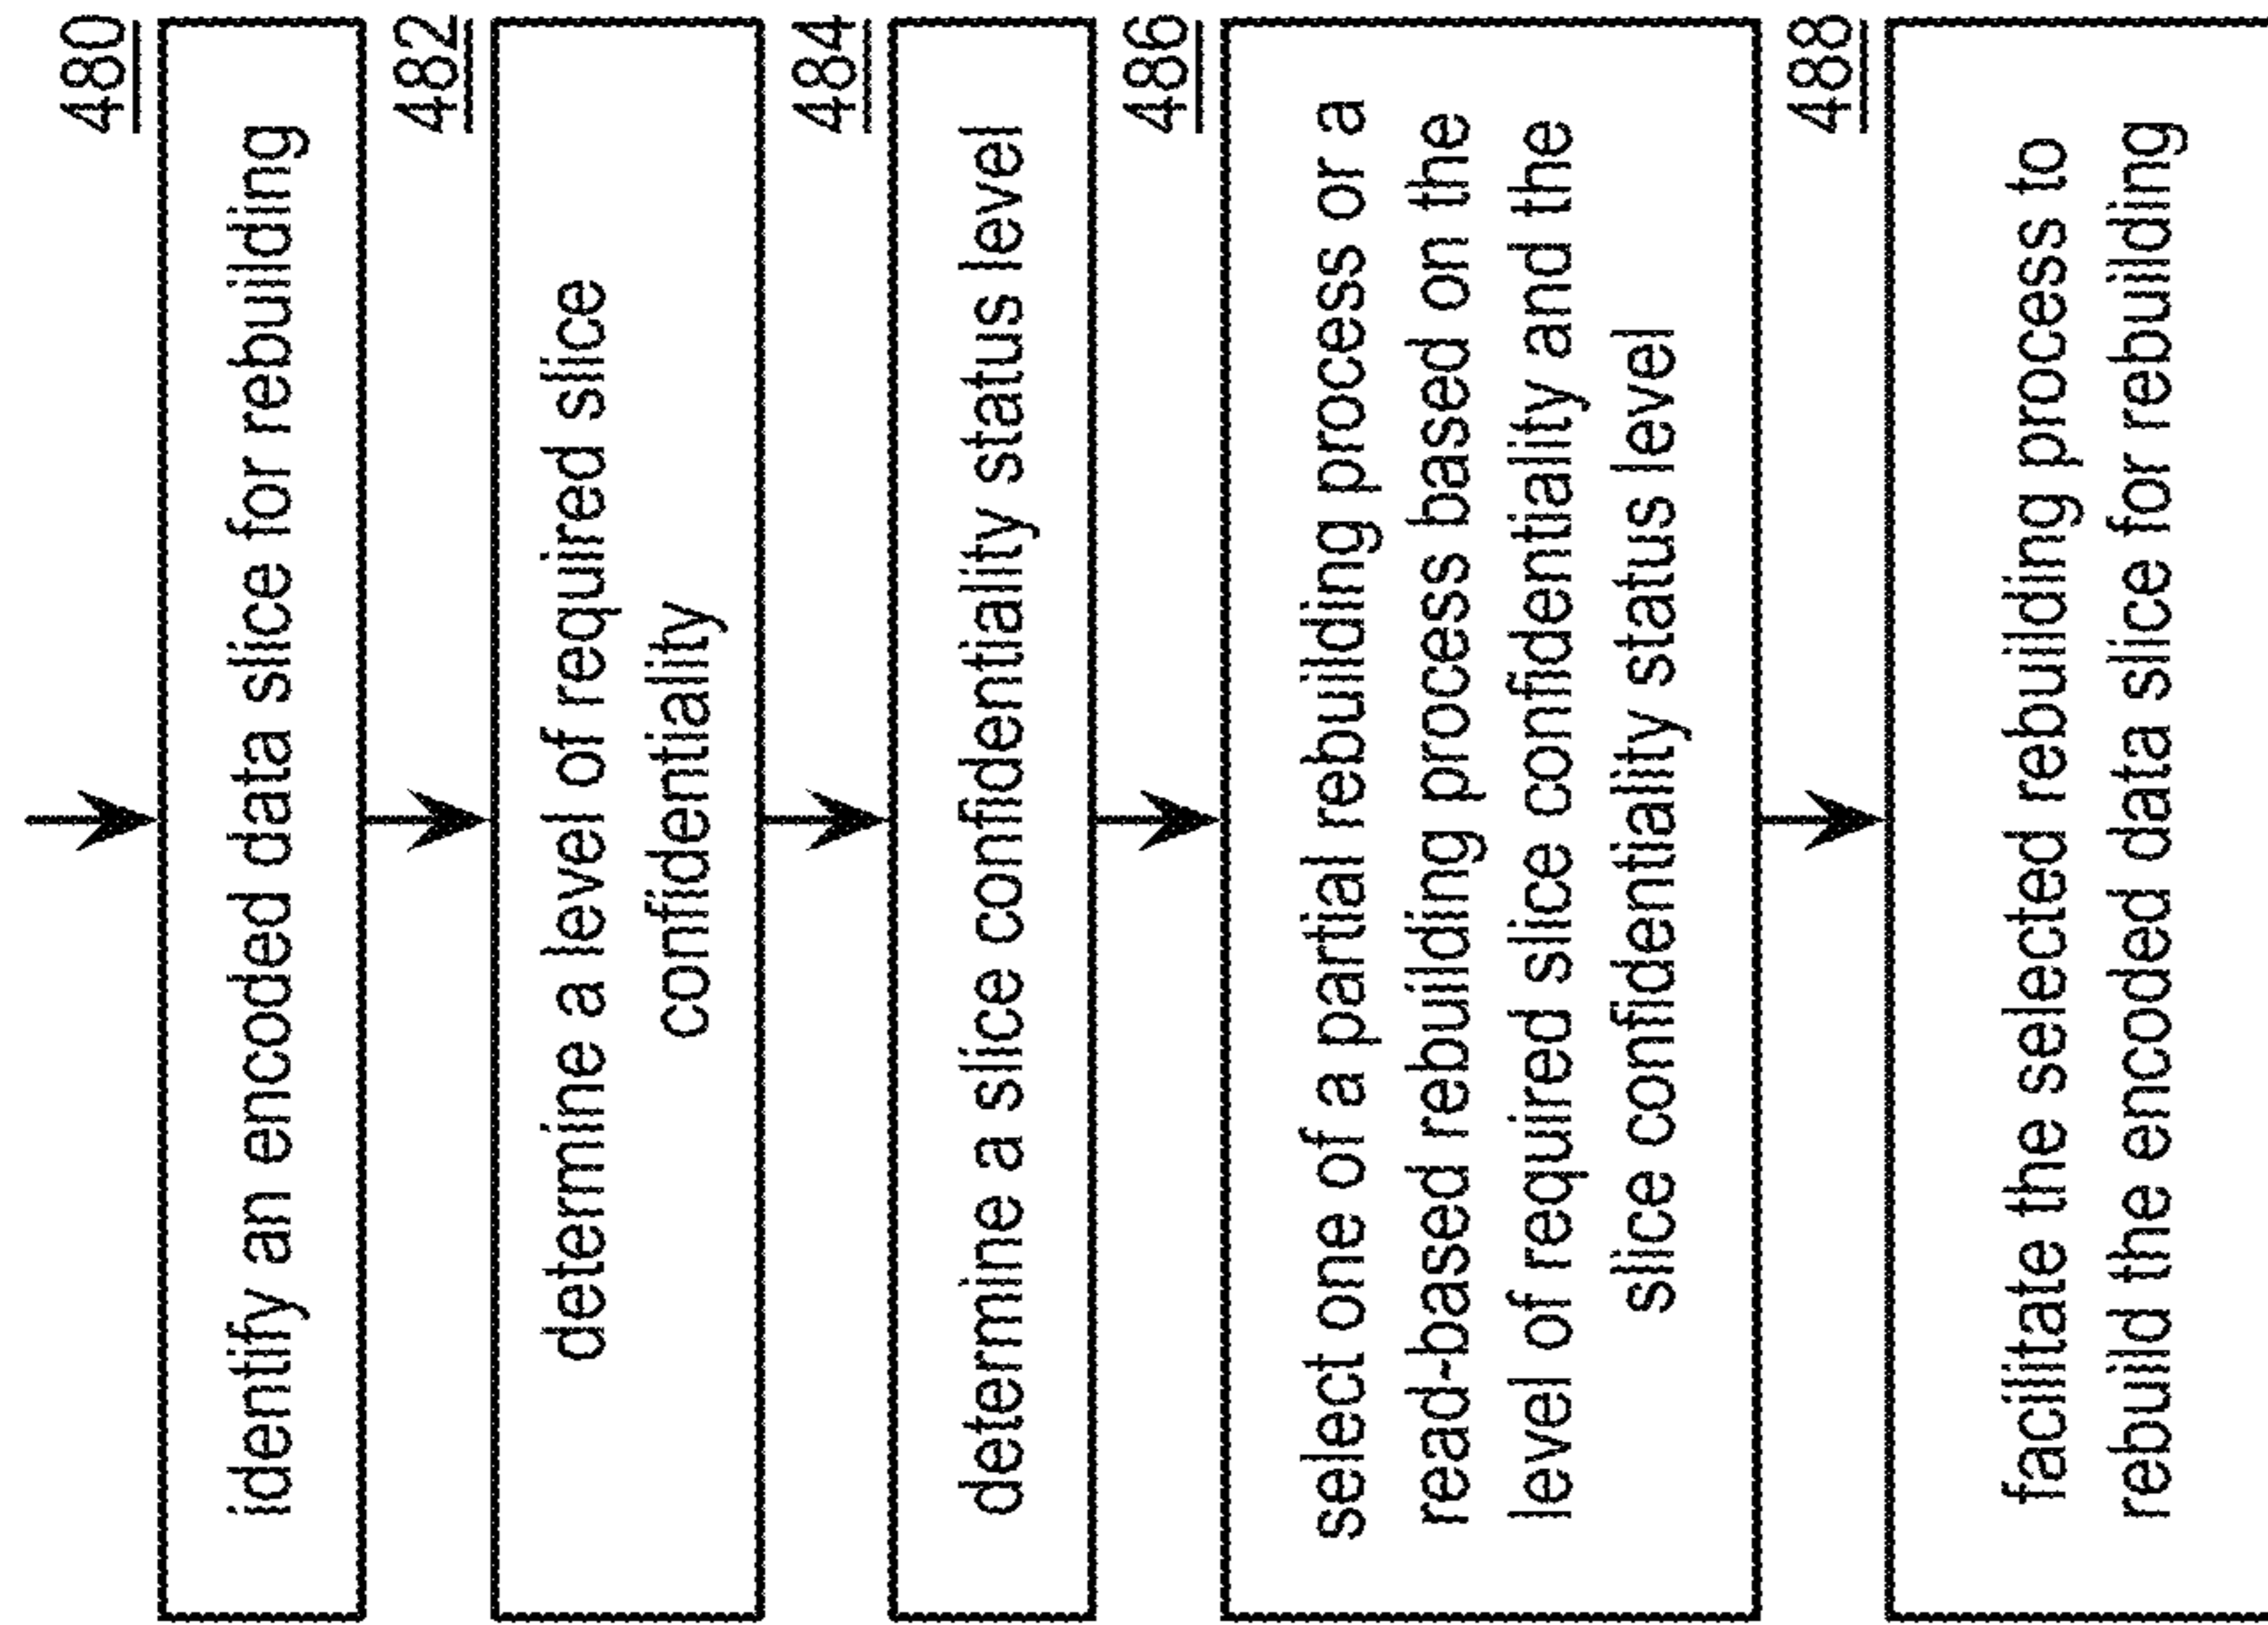 480
identify an encoded data slice for rebuilding
482
determine a level of required slice
confidentiality
484
determine a slice confidentiality status level
486
select one of a partial rebuilding process or a
read-based rebuilding process based on the
level of required slice confidentiality and the
slice confidentiality status level
488
facilitate the selected rebuilding process to
rebuild the encoded data slice for rebuilding